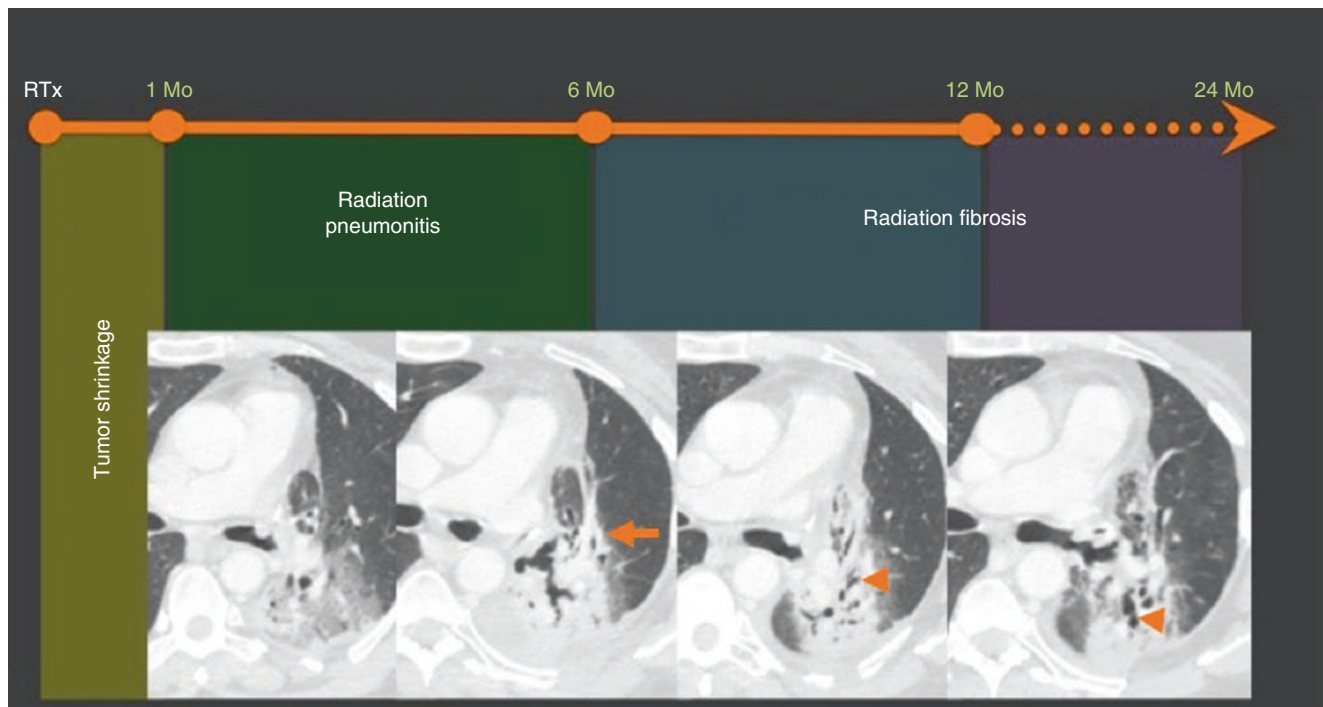 RTx
1 Mo
6 Mo
12 Mo
24 Mo
Radiation
pneumonitis
Radiation fibrosis
Tumor shrinkage